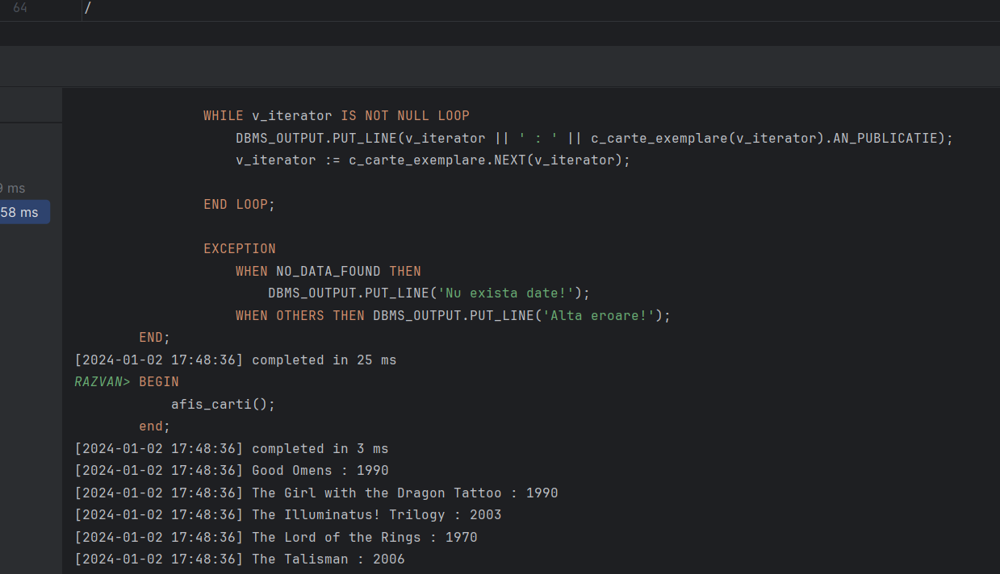 64 /
WHILE v_iterator IS NOT NULL LOOP
DBMS_OUTPUT.PUT_LINE(v_iterator || ' : ' || c_carte_exemplare(v_iterator).AN_PUBLICATIE);
v_iterator := c_carte_exemplare.NEXT(v_iterator);
9 ms
END LOOP;
58 ms
EXCEPTION
WHEN NO_DATA_FOUND THEN
DBMS_OUTPUT.PUT_LINE('Nu exista date!');
WHEN OTHERS THEN DBMS_OUTPUT.PUT_LINE('Alta eroare!');
END;
[2024-01-02 17:48:36] completed in 25 ms
RAZVAN> BEGIN
afis_carti();
end;
[2024-01-02 17:48:36] completed in 3 ms
[2024-01-02 17:48:36] Good Omens : 1990
[2024-01-02 17:48:36] The Girl with the Dragon Tattoo : 1990
[2024-01-02 17:48:36] The Illuminatus! Trilogy : 2003
[2024-01-02 17:48:36] The Lord of the Rings : 1970
[2024-01-02 17:48:36] The Talisman : 2006